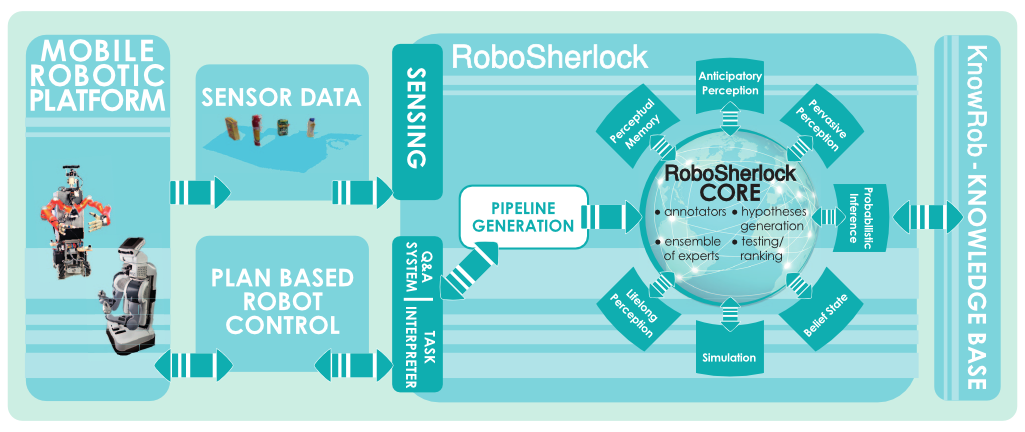 MOBILE
ROBOTIC
PLATFORM
SENSOR DATA
PLAN BASED
ROBOT
CONTROL
SENSING
Q&A
SYSTEM
TASK
INTERPRETER
RoboSherlock
PIPELINE
GENERATION
Anticipatory
Perception
Perceptual
Memory
Pervasive
Perception
Probabilistic
Inference
Belief State
Simulation
Lifelong
Perception
RoboSherlock
CORE
• annotators • hypotheses
generation
• ensemble • testing/
of experts ranking
KnowRob - KNOWLEDGE BASE